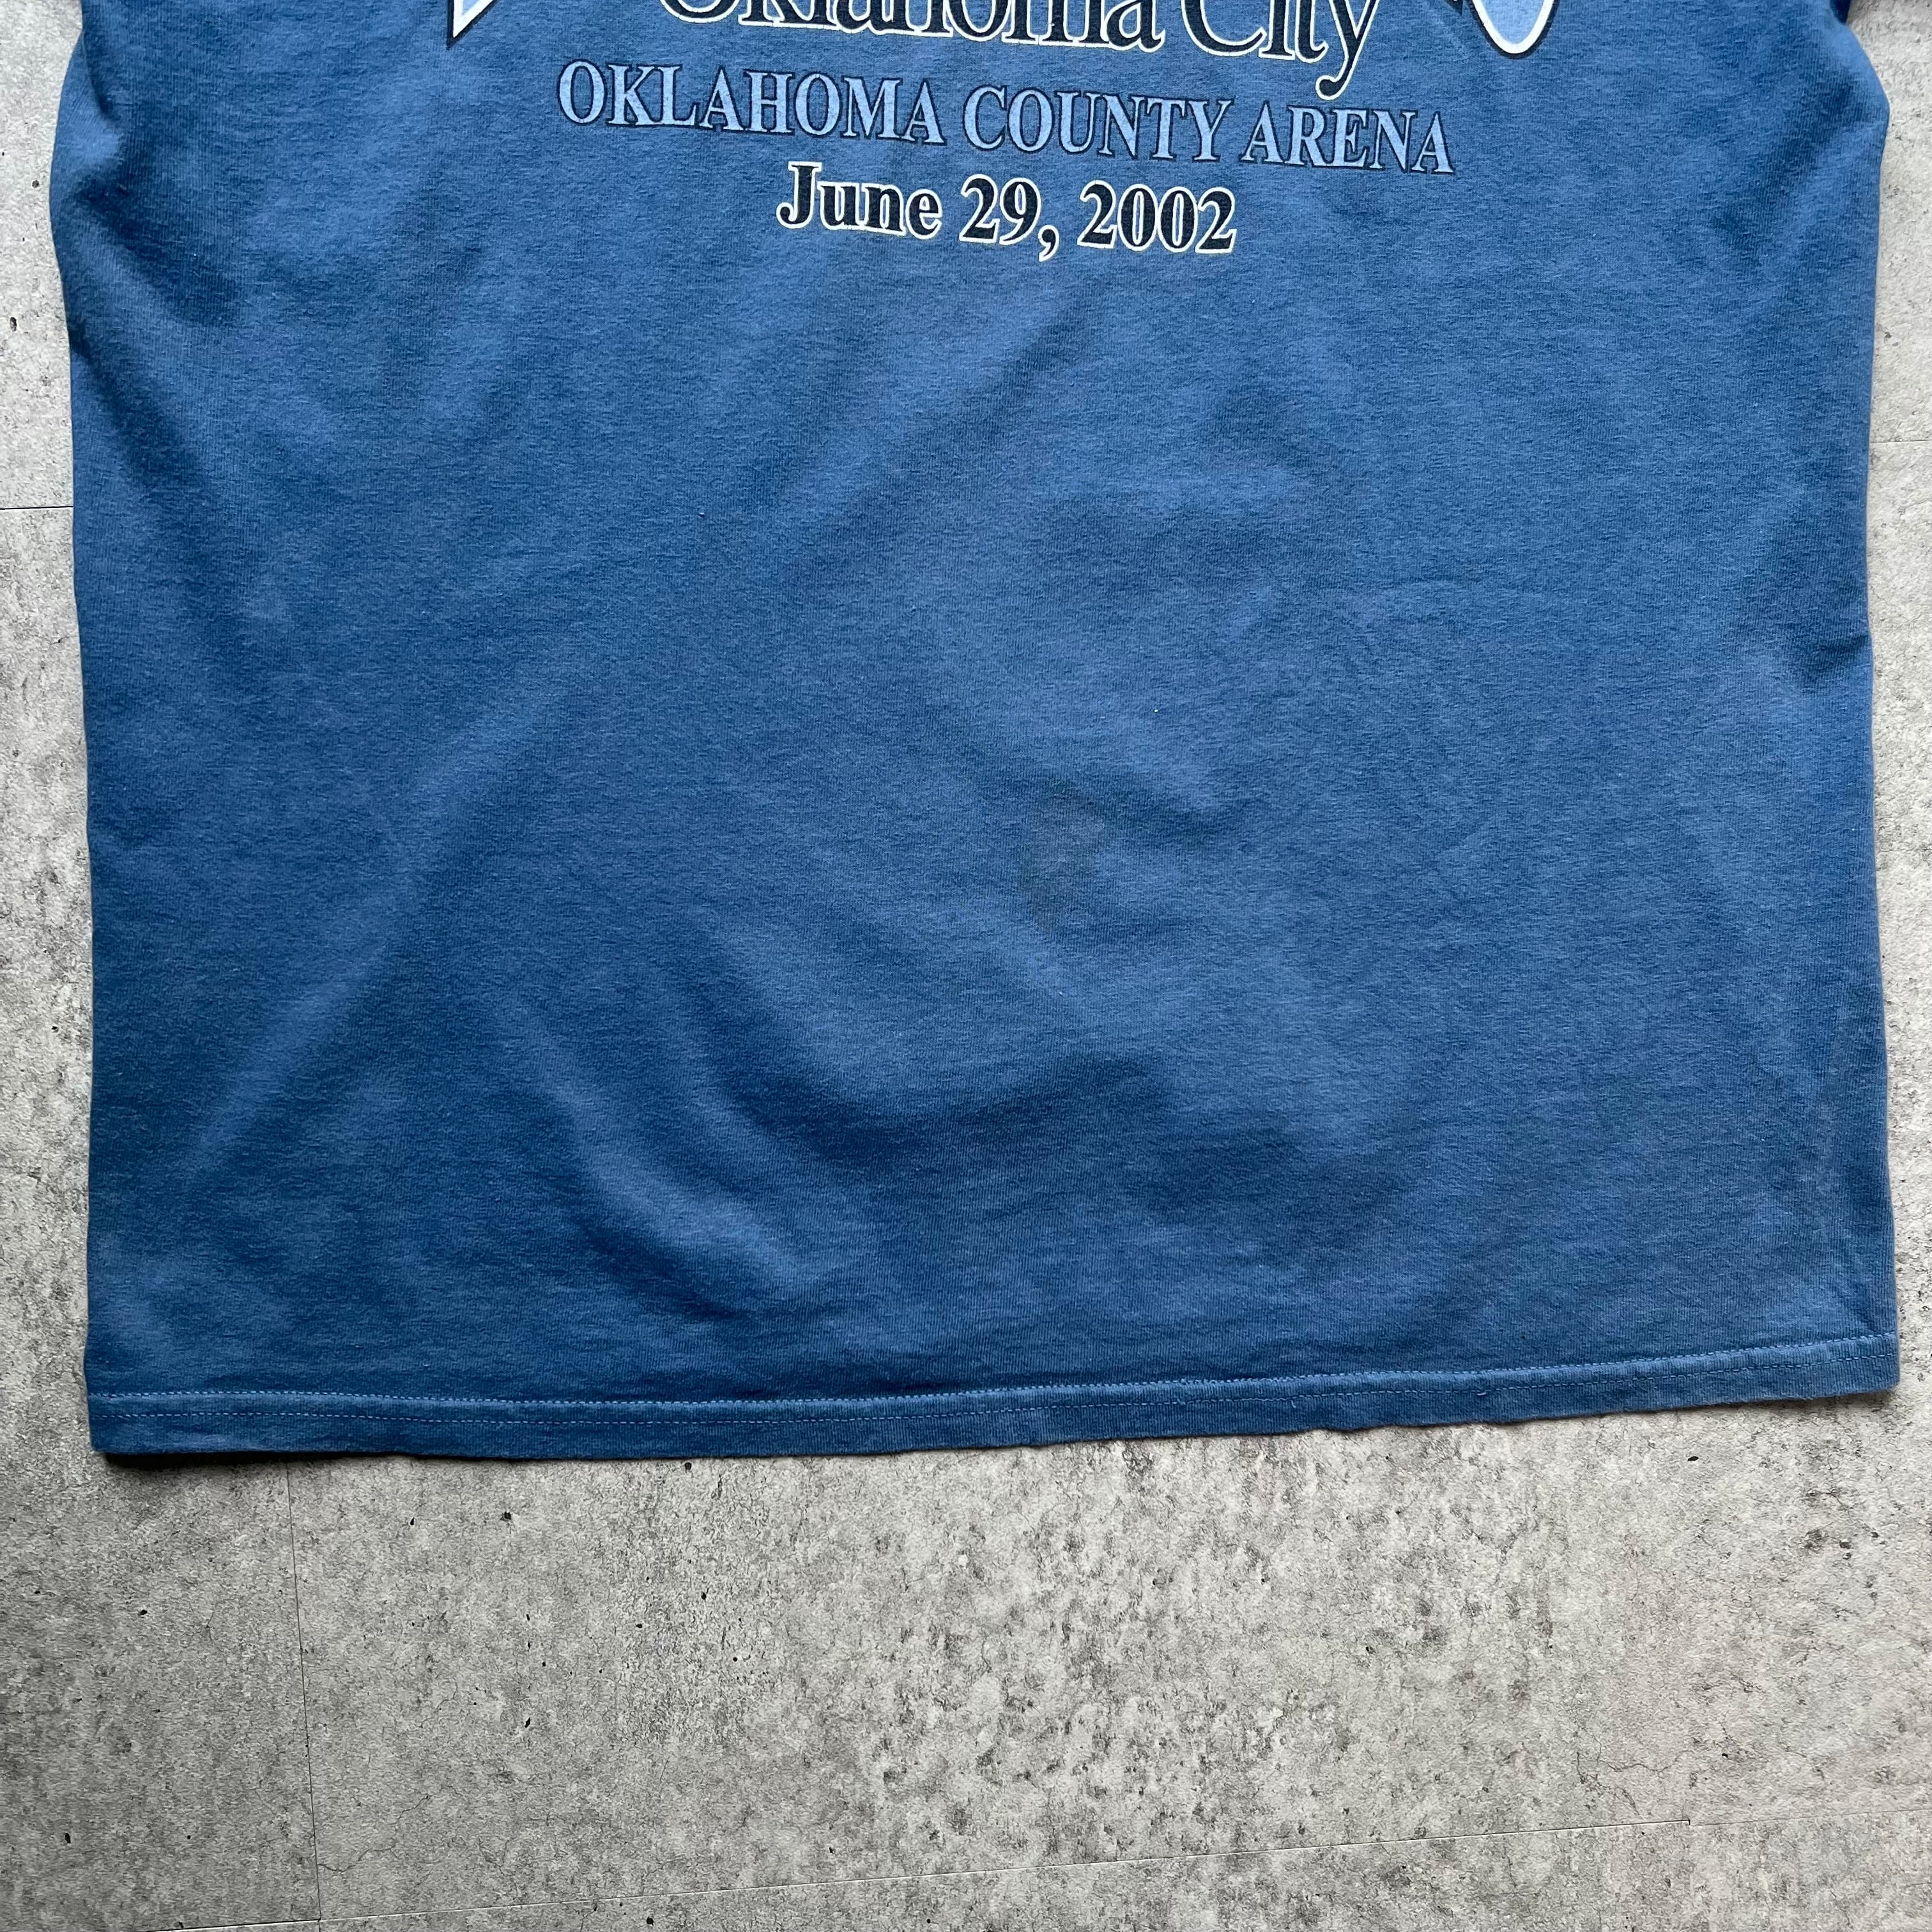 Oklahoma City
OKLAHOMA COUNTY ARENA
June 29, 2002